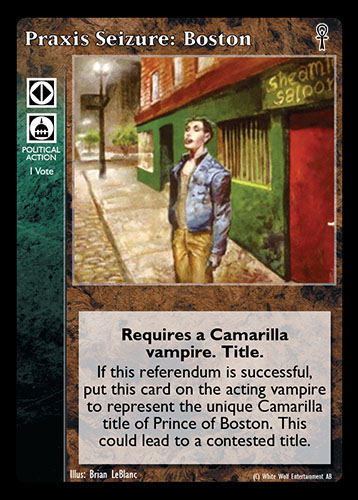 Praxis Seizure: Boston
sheam
saloon
POLITICAL
ACTION
1 Vote
Requires a Camarilla
vampire. Title.
If this referendum is successful,
put this card on the acting vampire
to represent the unique Camarilla
title of Prince of Boston. This
could lead to a contested title.
Illus: Brian LeBlanc
(C) White Wolf Entertainment AB